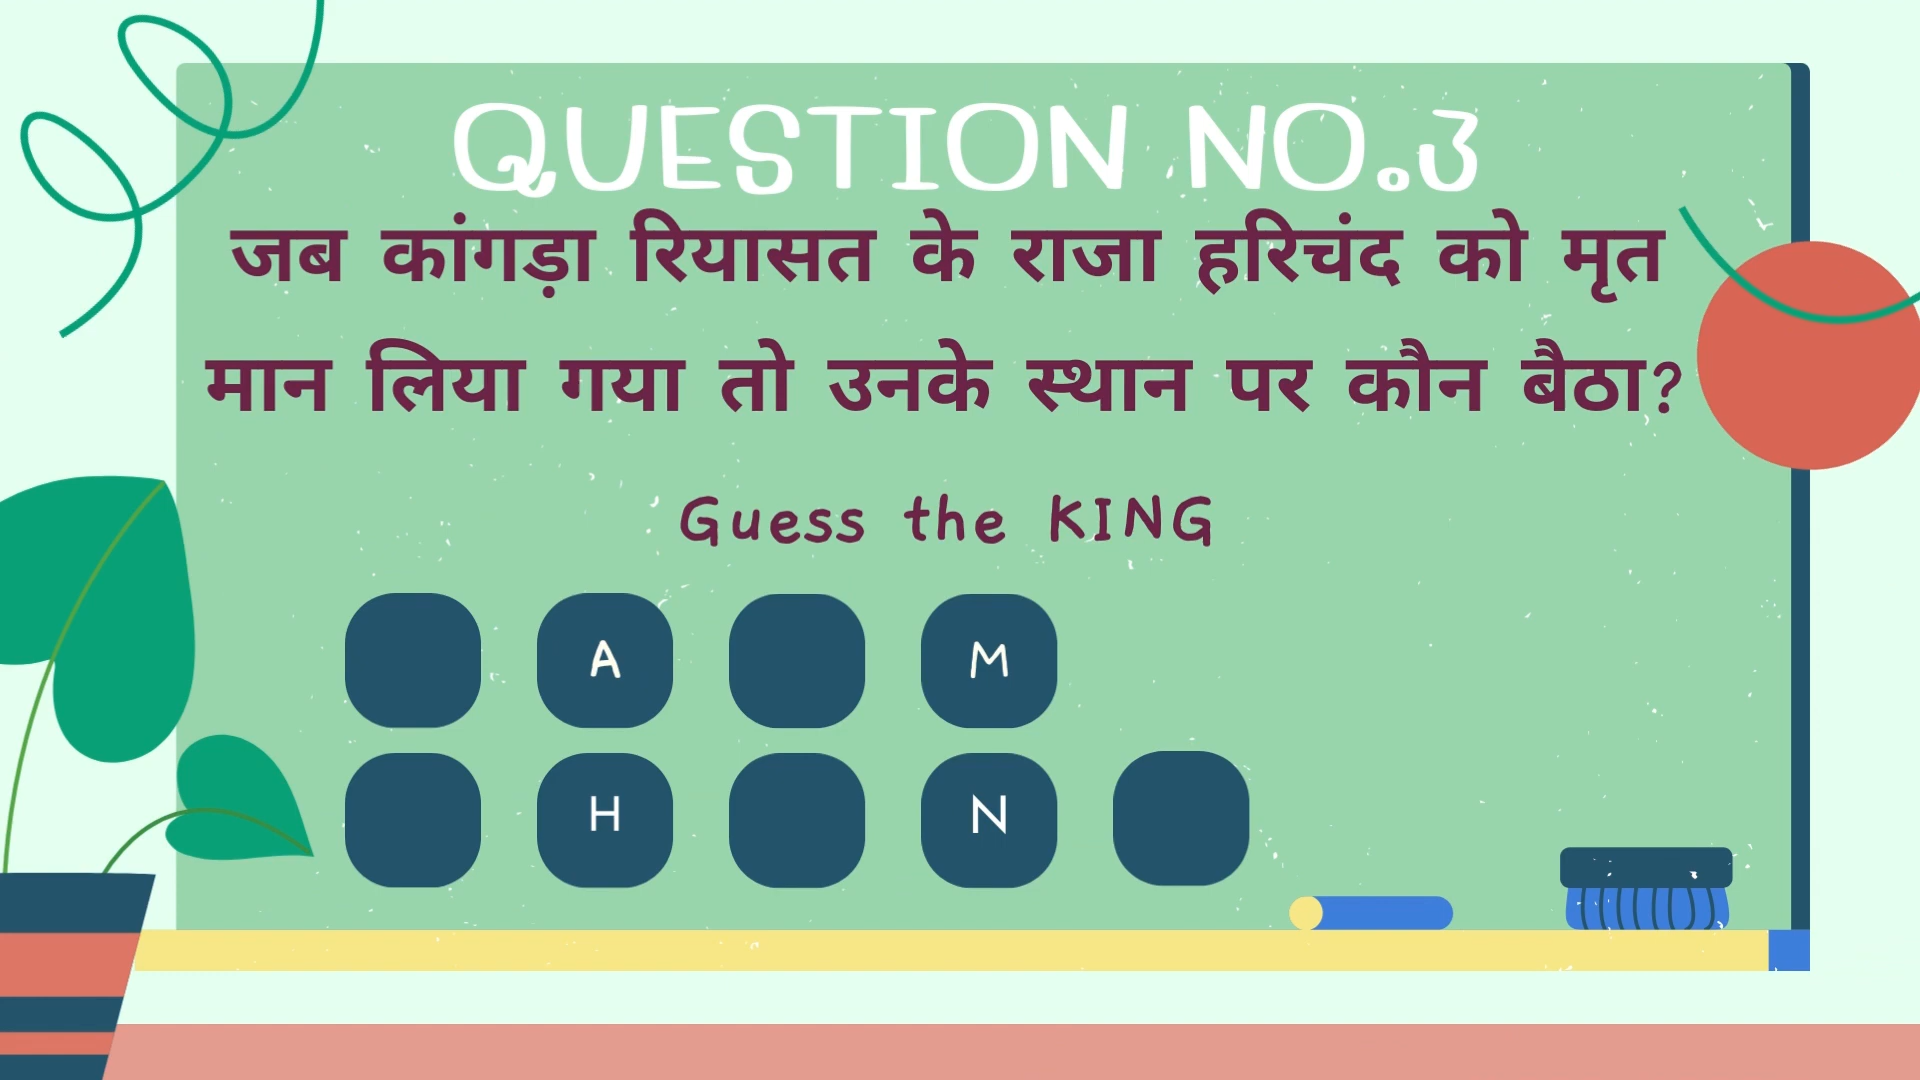 QUESTION NO.3
जब कांगड़ा रियासत के राजा हरिचंद को मृत
मान लिया गया तो उनके स्थान पर कौन बैठा?
Guess the KING
A M
H N